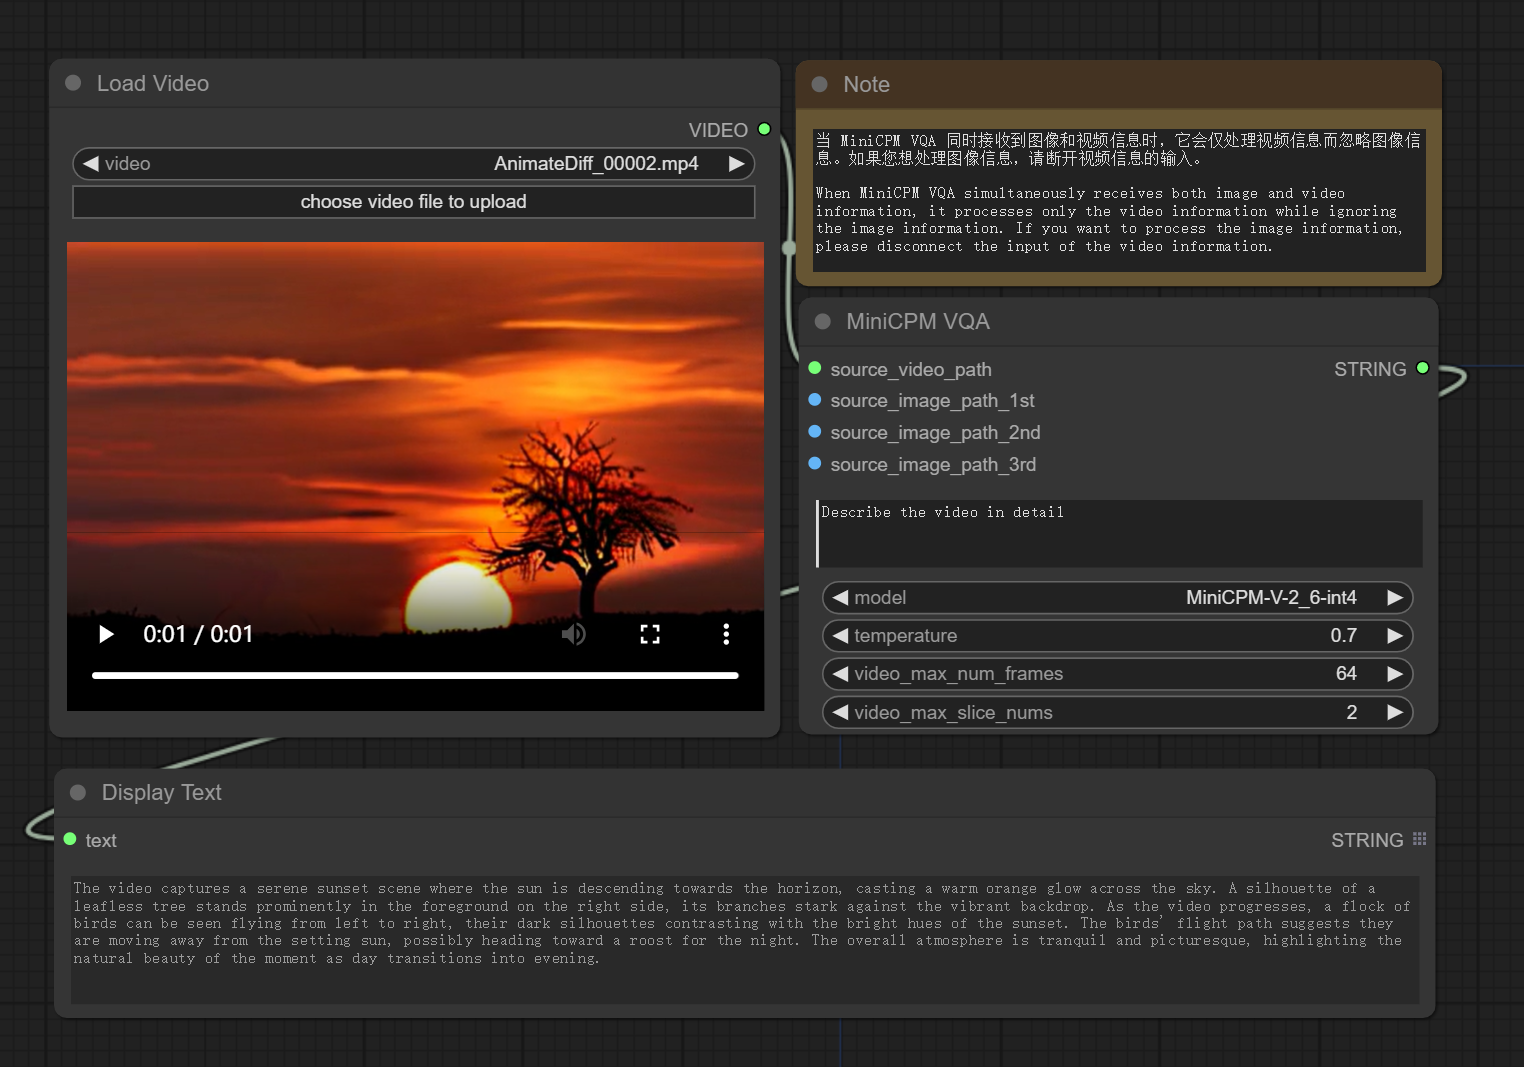 Load Video
VIDEO
video AnimateDiff_00002.mp4
choose video file to upload
0:01 / 0:01
Note
当 MiniCPM VQA 同时接收到图像和视频信息时，它会仅处理视频信息而忽略图像信
息。如果您想处理图像信息，请断开视频信息的输入。
When MiniCPM VQA simultaneously receives both image and video
information, it processes only the video information while ignoring
the image information. If you want to process the image information,
please disconnect the input of the video information.
MiniCPM VQA
source_video_path STRING
source_image_path_1st
source_image_path_2nd
source_image_path_3rd
Describe the video in detail
model MiniCPM-V-2_6-int4
temperature 0.7
video_max_num_frames 64
video_max_slice_nums 2
Display Text
text STRING
The video captures a serene sunset scene where the sun is descending towards the horizon, casting a warm orange glow across the sky. A silhouette of a
leafless tree stands prominently in the foreground on the right side, its branches stark against the vibrant backdrop. As the video progresses, a flock of
birds can be seen flying from left to right, their dark silhouettes contrasting with the bright hues of the sunset. The birds' flight path suggests they
are moving away from the setting sun, possibly heading toward a roost for the night. The overall atmosphere is tranquil and picturesque, highlighting the
natural beauty of the moment as day transitions into evening.